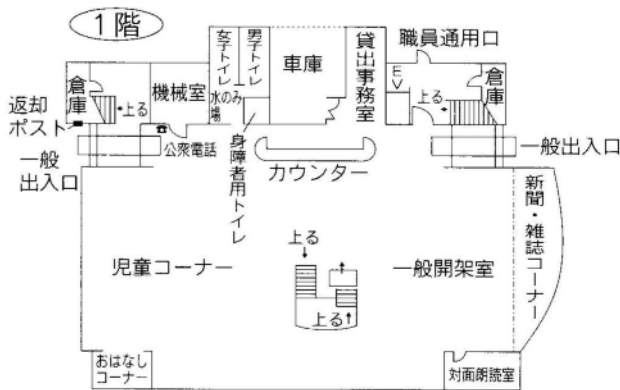 1階
女子トイレ
男子トイレ
車庫
貸出事務室
職員通用口
倉庫
上る
機械室
水のみ場
EV
上る
倉庫
返却ポスト
公衆電話
身障者用トイレ
カウンター
一般出入口
一般出入口
新聞・雑誌コーナー
児童コーナー
上る
上る
一般開架室
おはなし
コーナー
対面朗読室